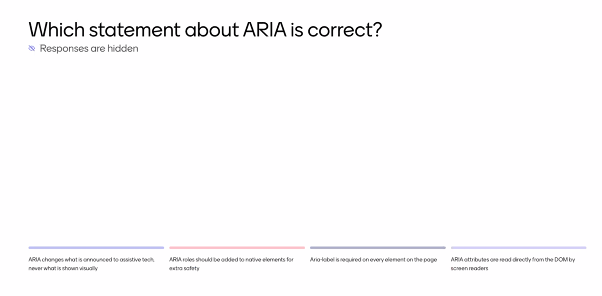 Which statement about ARIA is correct?
Responses are hidden
ARIA changes what is announced to assistive tech,
never what is shown visually
ARIA roles should be added to native elements for
extra safety
Aria-label is required on every element on the page
ARIA attributes are read directly from the DOM by
screen readers